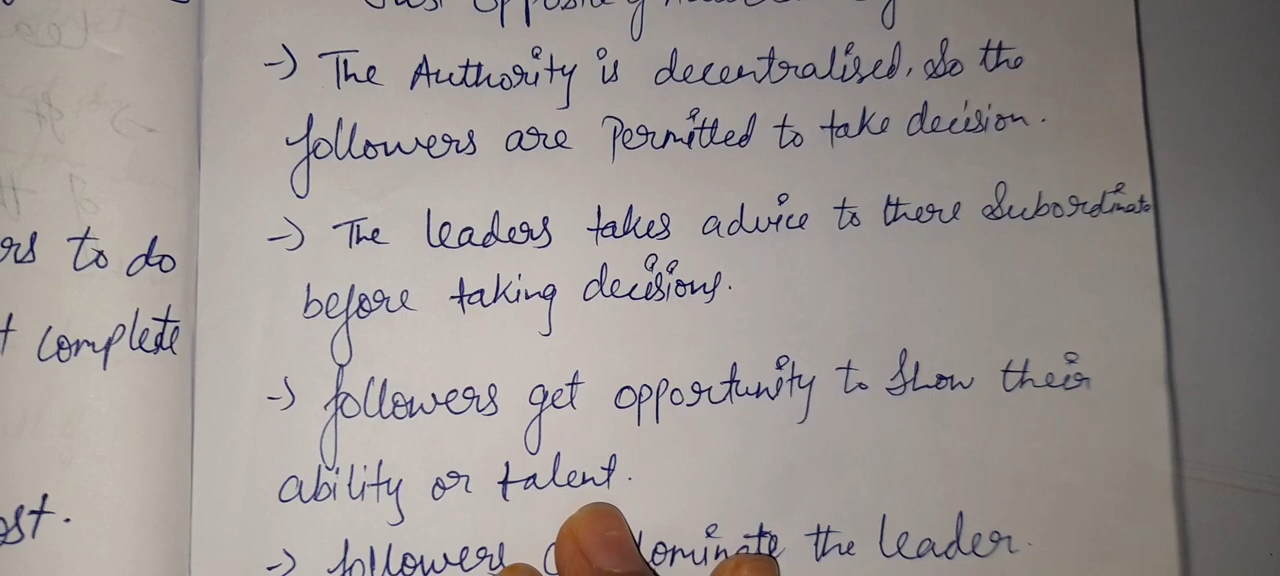 -> The Authority is decentralised. So the
followers are Permitted to take decision.
-> The leaders takes advice to there Subordinate
before taking decisions.
-> followers get opportunity to Show their
ability or talent.
-> followers the leader.
rs to do
complete